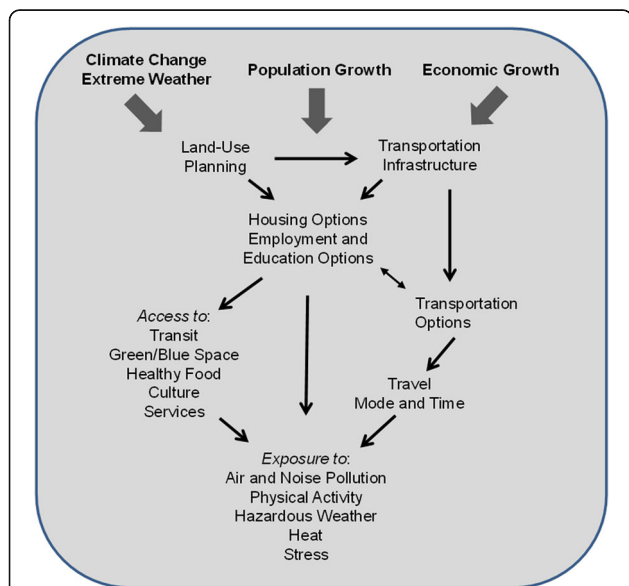 Climate Change
Extreme Weather
Population Growth
Economic Growth
Land-Use
Planning
Transportation
Infrastructure
Housing Options
Employment and
Education Options
Access to:
Transit
Green/Blue Space
Healthy Food
Culture
Services
Transportation
Options
Travel
Mode and Time
Exposure to:
Air and Noise Pollution
Physical Activity
Hazardous Weather
Heat
Stress